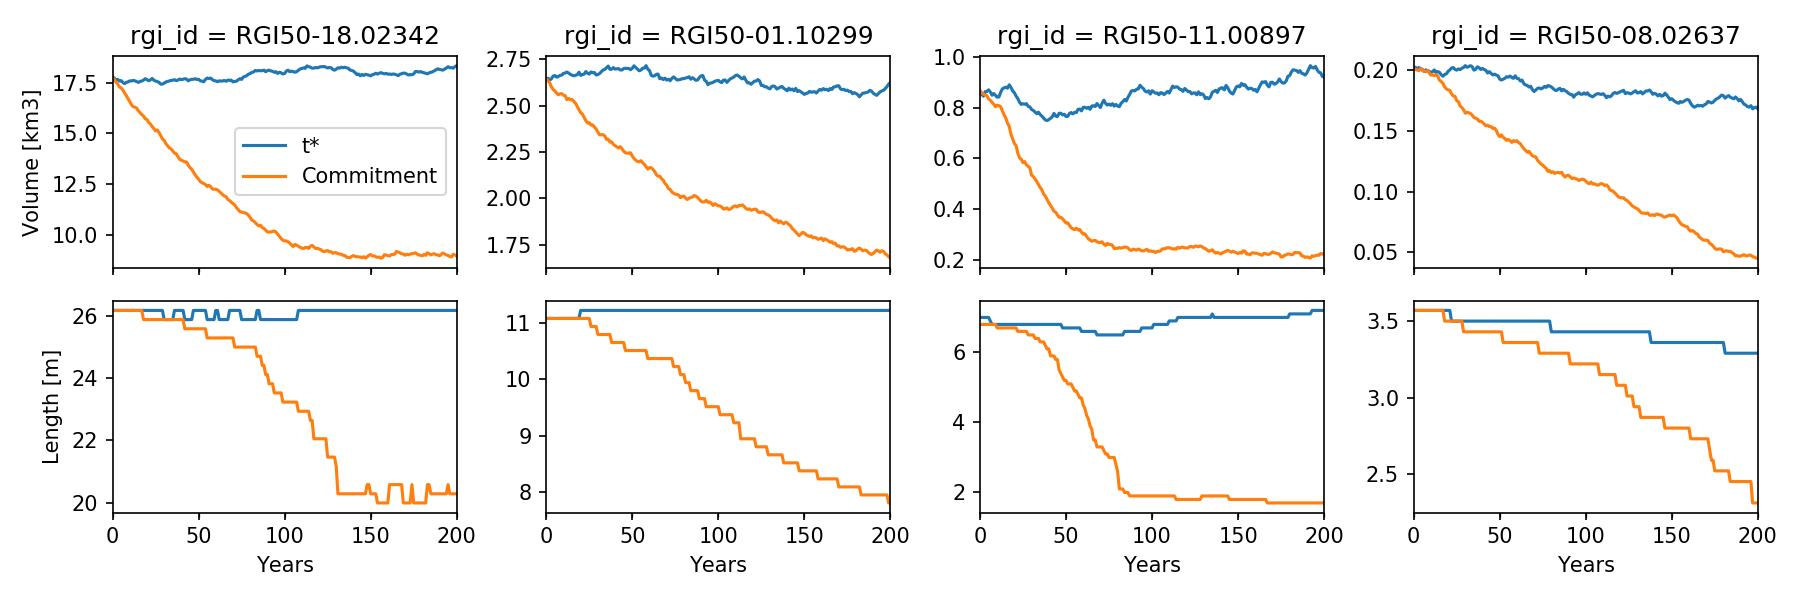 rgi_id = RGI50-18.02342 rgi_id = RGI50-01.10299 rgi_id = RGI50-11.00897 rgi_id = RGI50-08.02637
Volume [km3]
17.5
15.0
12.5
10.0
t*
Commitment
2.75
2.50
2.25
2.00
1.75
1.0
0.8
0.6
0.4
0.2
0.20
0.15
0.10
0.05
Length [m]
26
24
22
20
0 50 100 150 200
Years
11
10
9
8
0 50 100 150 200
Years
6
4
2
0 50 100 150 200
Years
3.5
3.0
2.5
0 50 100 150 200
Years